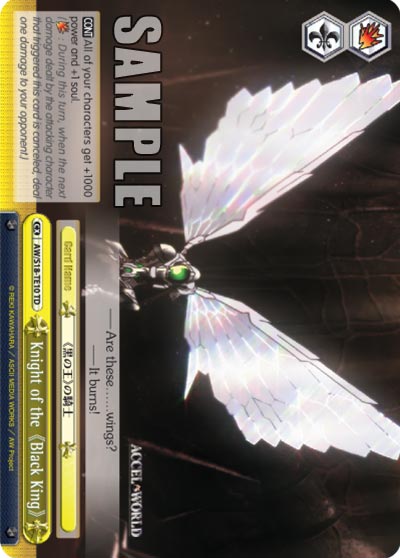 SAMPLE
[CONT] All of your characters get +1000
power and +1 soul.
( : During this turn, when the next
damage dealt by the attacking character
that triggered this card is canceled, deal
one damage to your opponent.)
——Are these……wings?
——It burns!
ACCEL WORLD
Card Name
《黒の王》の騎士
CX
AW/S18-TE10 TD
Knight of the 《Black King》
© REKI KAWAHARA / ASCII MEDIA WORKS / AW Project